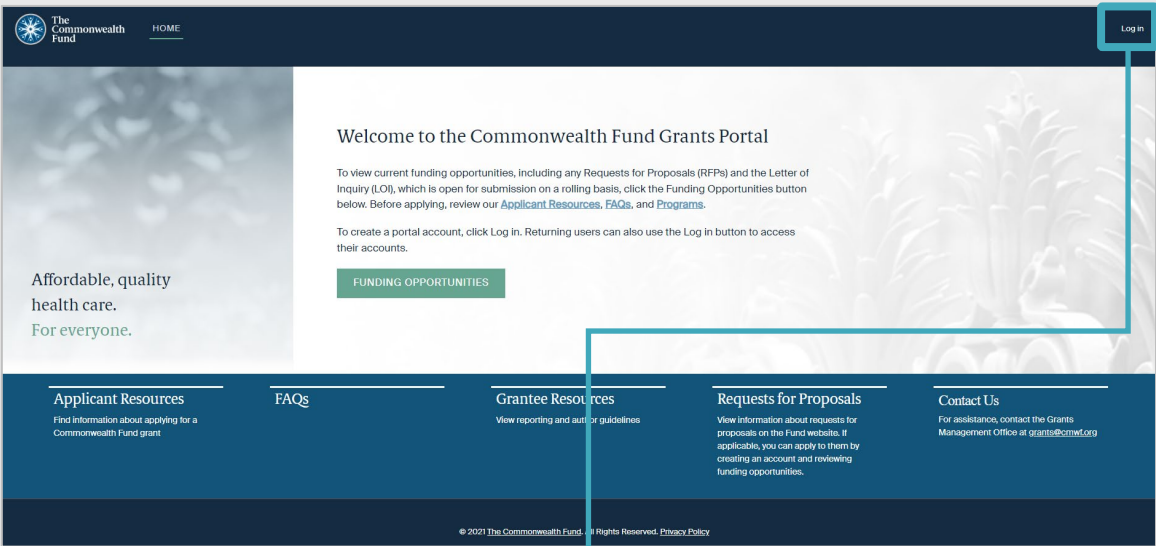 The
Commonwealth
Fund
HOME
Log in
Welcome to the Commonwealth Fund Grants Portal
To view current funding opportunities, including any Requests for Proposals (RFPs) and the Letter of
Inquiry (LOI), which is open for submission on a rolling basis, click the Funding Opportunities button
below. Before applying, review our Applicant Resources, FAQs, and Programs.
To create a portal account, click Log in. Returning users can also use the Log in button to access
their accounts.
FUNDING OPPORTUNITIES
Affordable, quality
health care.
For everyone.
Applicant Resources
Find information about applying for a
Commonwealth Fund grant
FAQs
Grantee Resources
View reporting and author guidelines
Requests for Proposals
View information about requests for
proposals on the Fund website. If
applicable, you can apply to them by
creating an account and reviewing
funding opportunities.
Contact Us
For assistance, contact the Grants
Management Office at grants@cmwf.org
© 2021 The Commonwealth Fund. All Rights Reserved. Privacy Policy